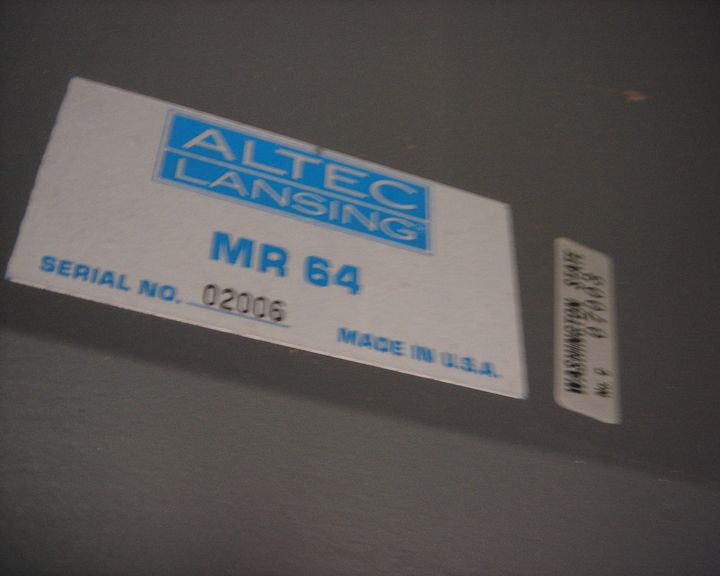 ALTEC
LANSING®
MR 64
SERIAL NO. 02006
MADE IN U.S.A.
WASHINGTON STATE